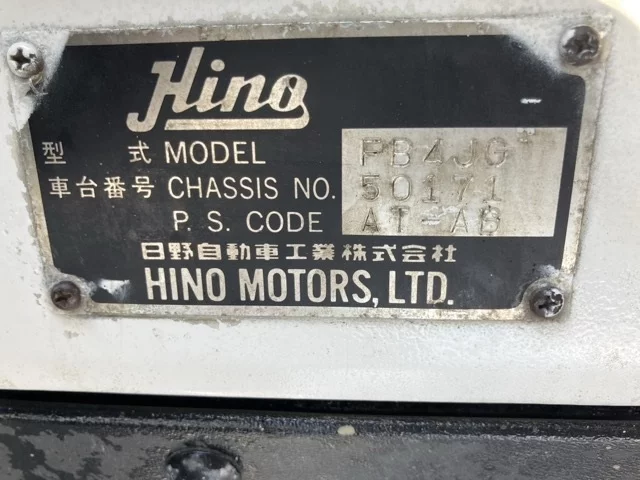 Hino
型 式 MODEL FB4JG
車台番号 CHASSIS NO. 50171
P. S. CODE AT-AB
日野自動車工業株式会社
HINO MOTORS, LTD.